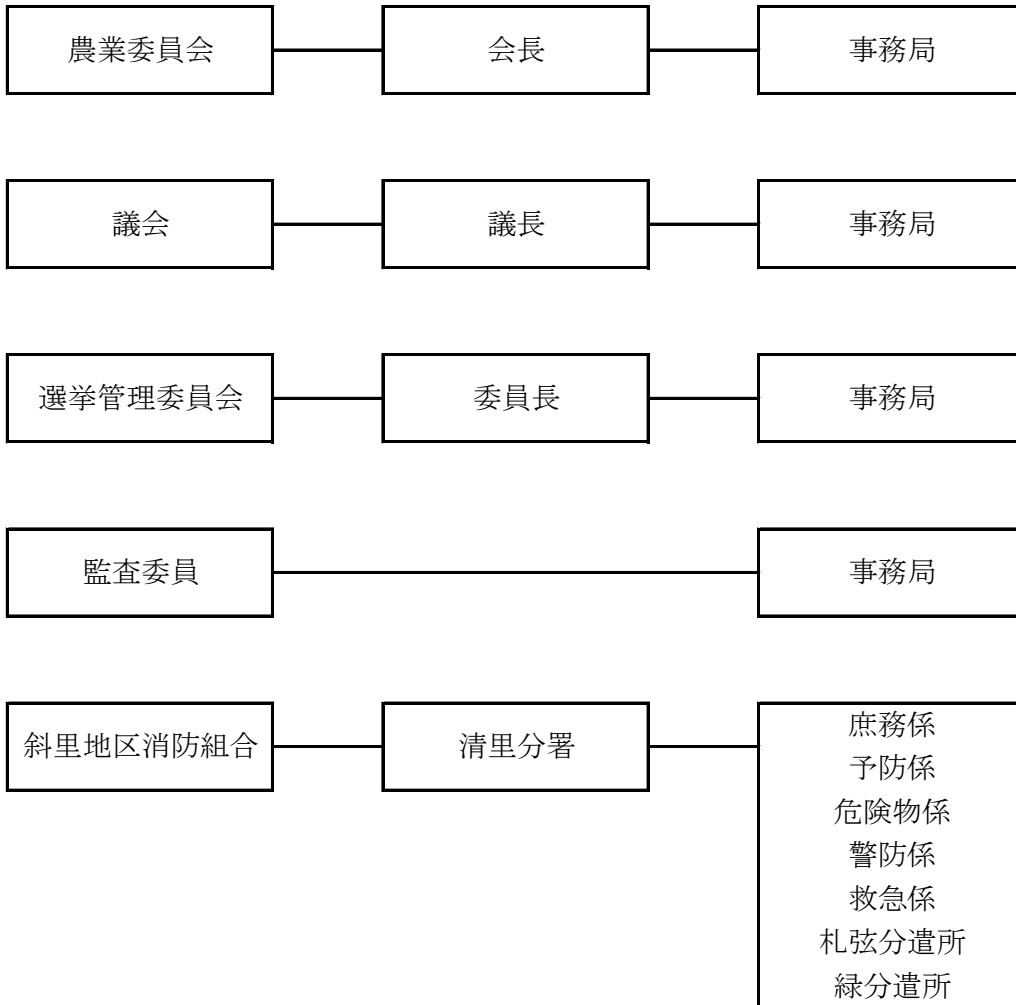 農業委員会 会長 事務局
議会 議長 事務局
選挙管理委員会 委員長 事務局
監査委員 事務局
斜里地区消防組合 清里分署 庶務係
予防係
危険物係
警防係
救急係
札弦分遣所
緑分遣所